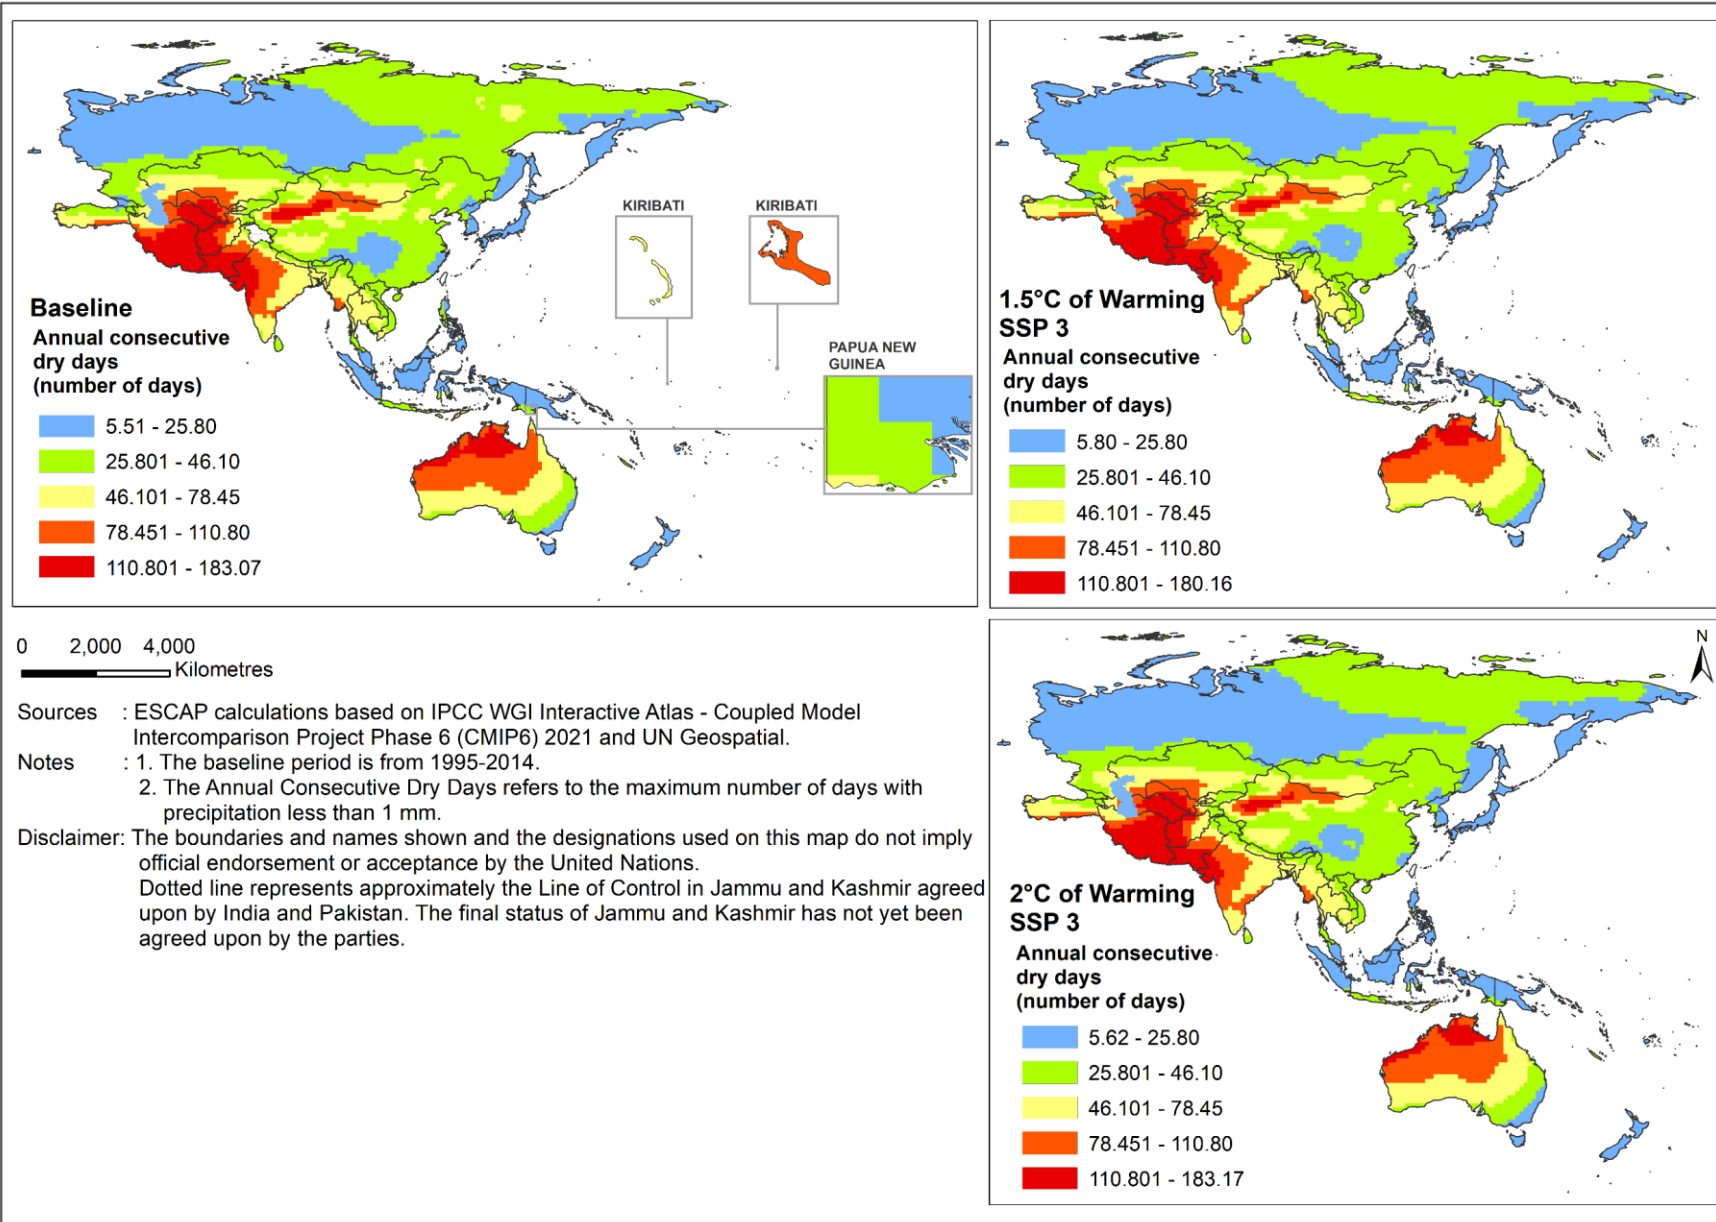 KIRIBATI
KIRIBATI
PAPUA NEW
GUINEA
Baseline
Annual consecutive
dry days
(number of days)
5.51 - 25.80
25.801 - 46.10
46.101 - 78.45
78.451 - 110.80
110.801 - 183.07
1.5°C of Warming
SSP 3
Annual consecutive
dry days
(number of days)
5.80 - 25.80
25.801 - 46.10
46.101 - 78.45
78.451 - 110.80
110.801 - 180.16
0 2,000 4,000
Kilometres
Sources : ESCAP calculations based on IPCC WGI Interactive Atlas - Coupled Model
Intercomparison Project Phase 6 (CMIP6) 2021 and UN Geospatial.
Notes : 1. The baseline period is from 1995-2014.
2. The Annual Consecutive Dry Days refers to the maximum number of days with
precipitation less than 1 mm.
Disclaimer: The boundaries and names shown and the designations used on this map do not imply
official endorsement or acceptance by the United Nations.
Dotted line represents approximately the Line of Control in Jammu and Kashmir agreed
upon by India and Pakistan. The final status of Jammu and Kashmir has not yet been
agreed upon by the parties.
N
2°C of Warming
SSP 3
Annual consecutive
dry days
(number of days)
5.62 - 25.80
25.801 - 46.10
46.101 - 78.45
78.451 - 110.80
110.801 - 183.17